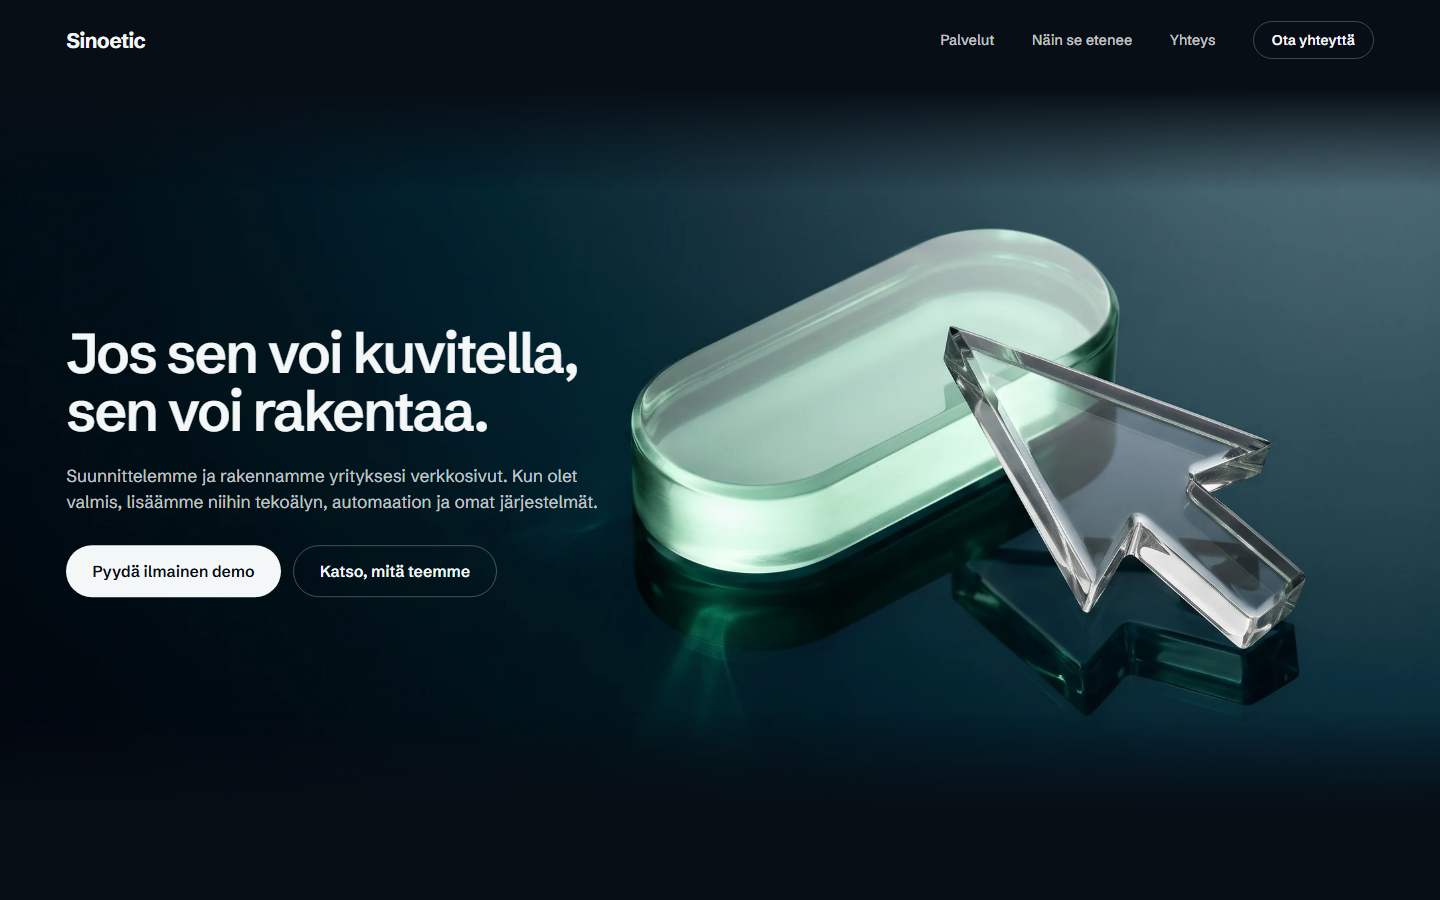 Sinoetic
Palvelut
Näin se etenee
Yhteys
Ota yhteyttä
Jos sen voi kuvitella,
sen voi rakentaa.
Suunnittelemme ja rakennamme yrityksesi verkkosivut. Kun olet
valmis, lisäämme niihin tekoälyn, automaation ja omat järjestelmät.
Pyydä ilmainen demo
Katso, mitä teemme